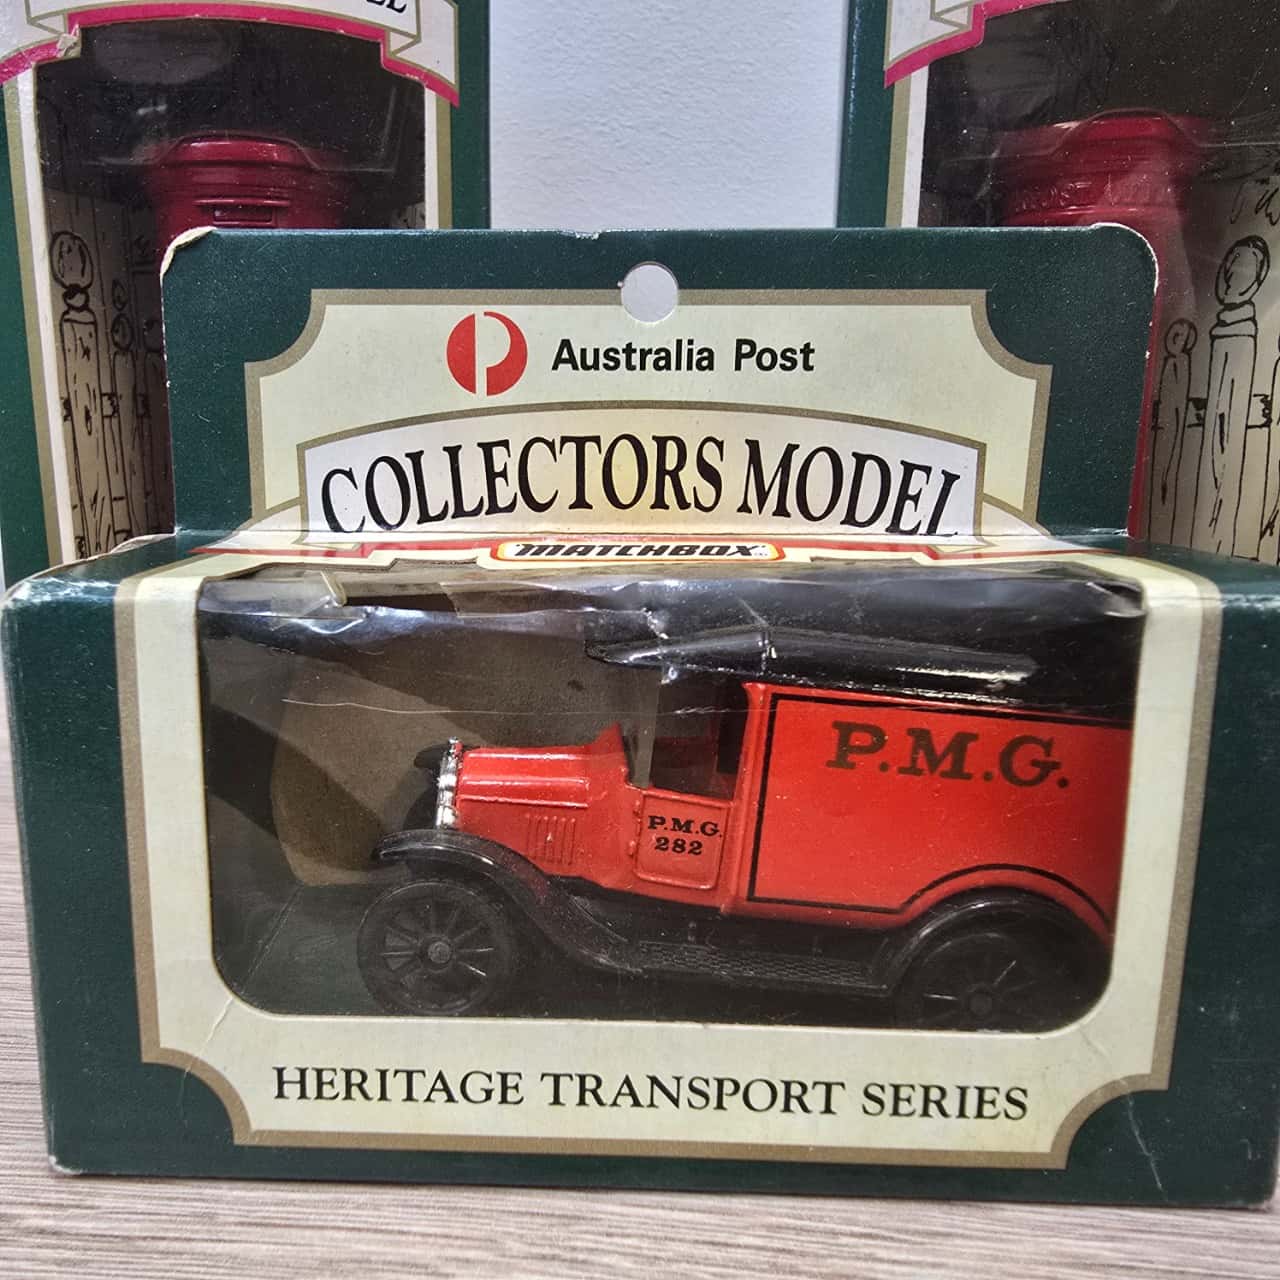 Australia Post
COLLECTORS MODEL
MATCHBOX
P.M.G.
P.M.G.
282
HERITAGE TRANSPORT SERIES